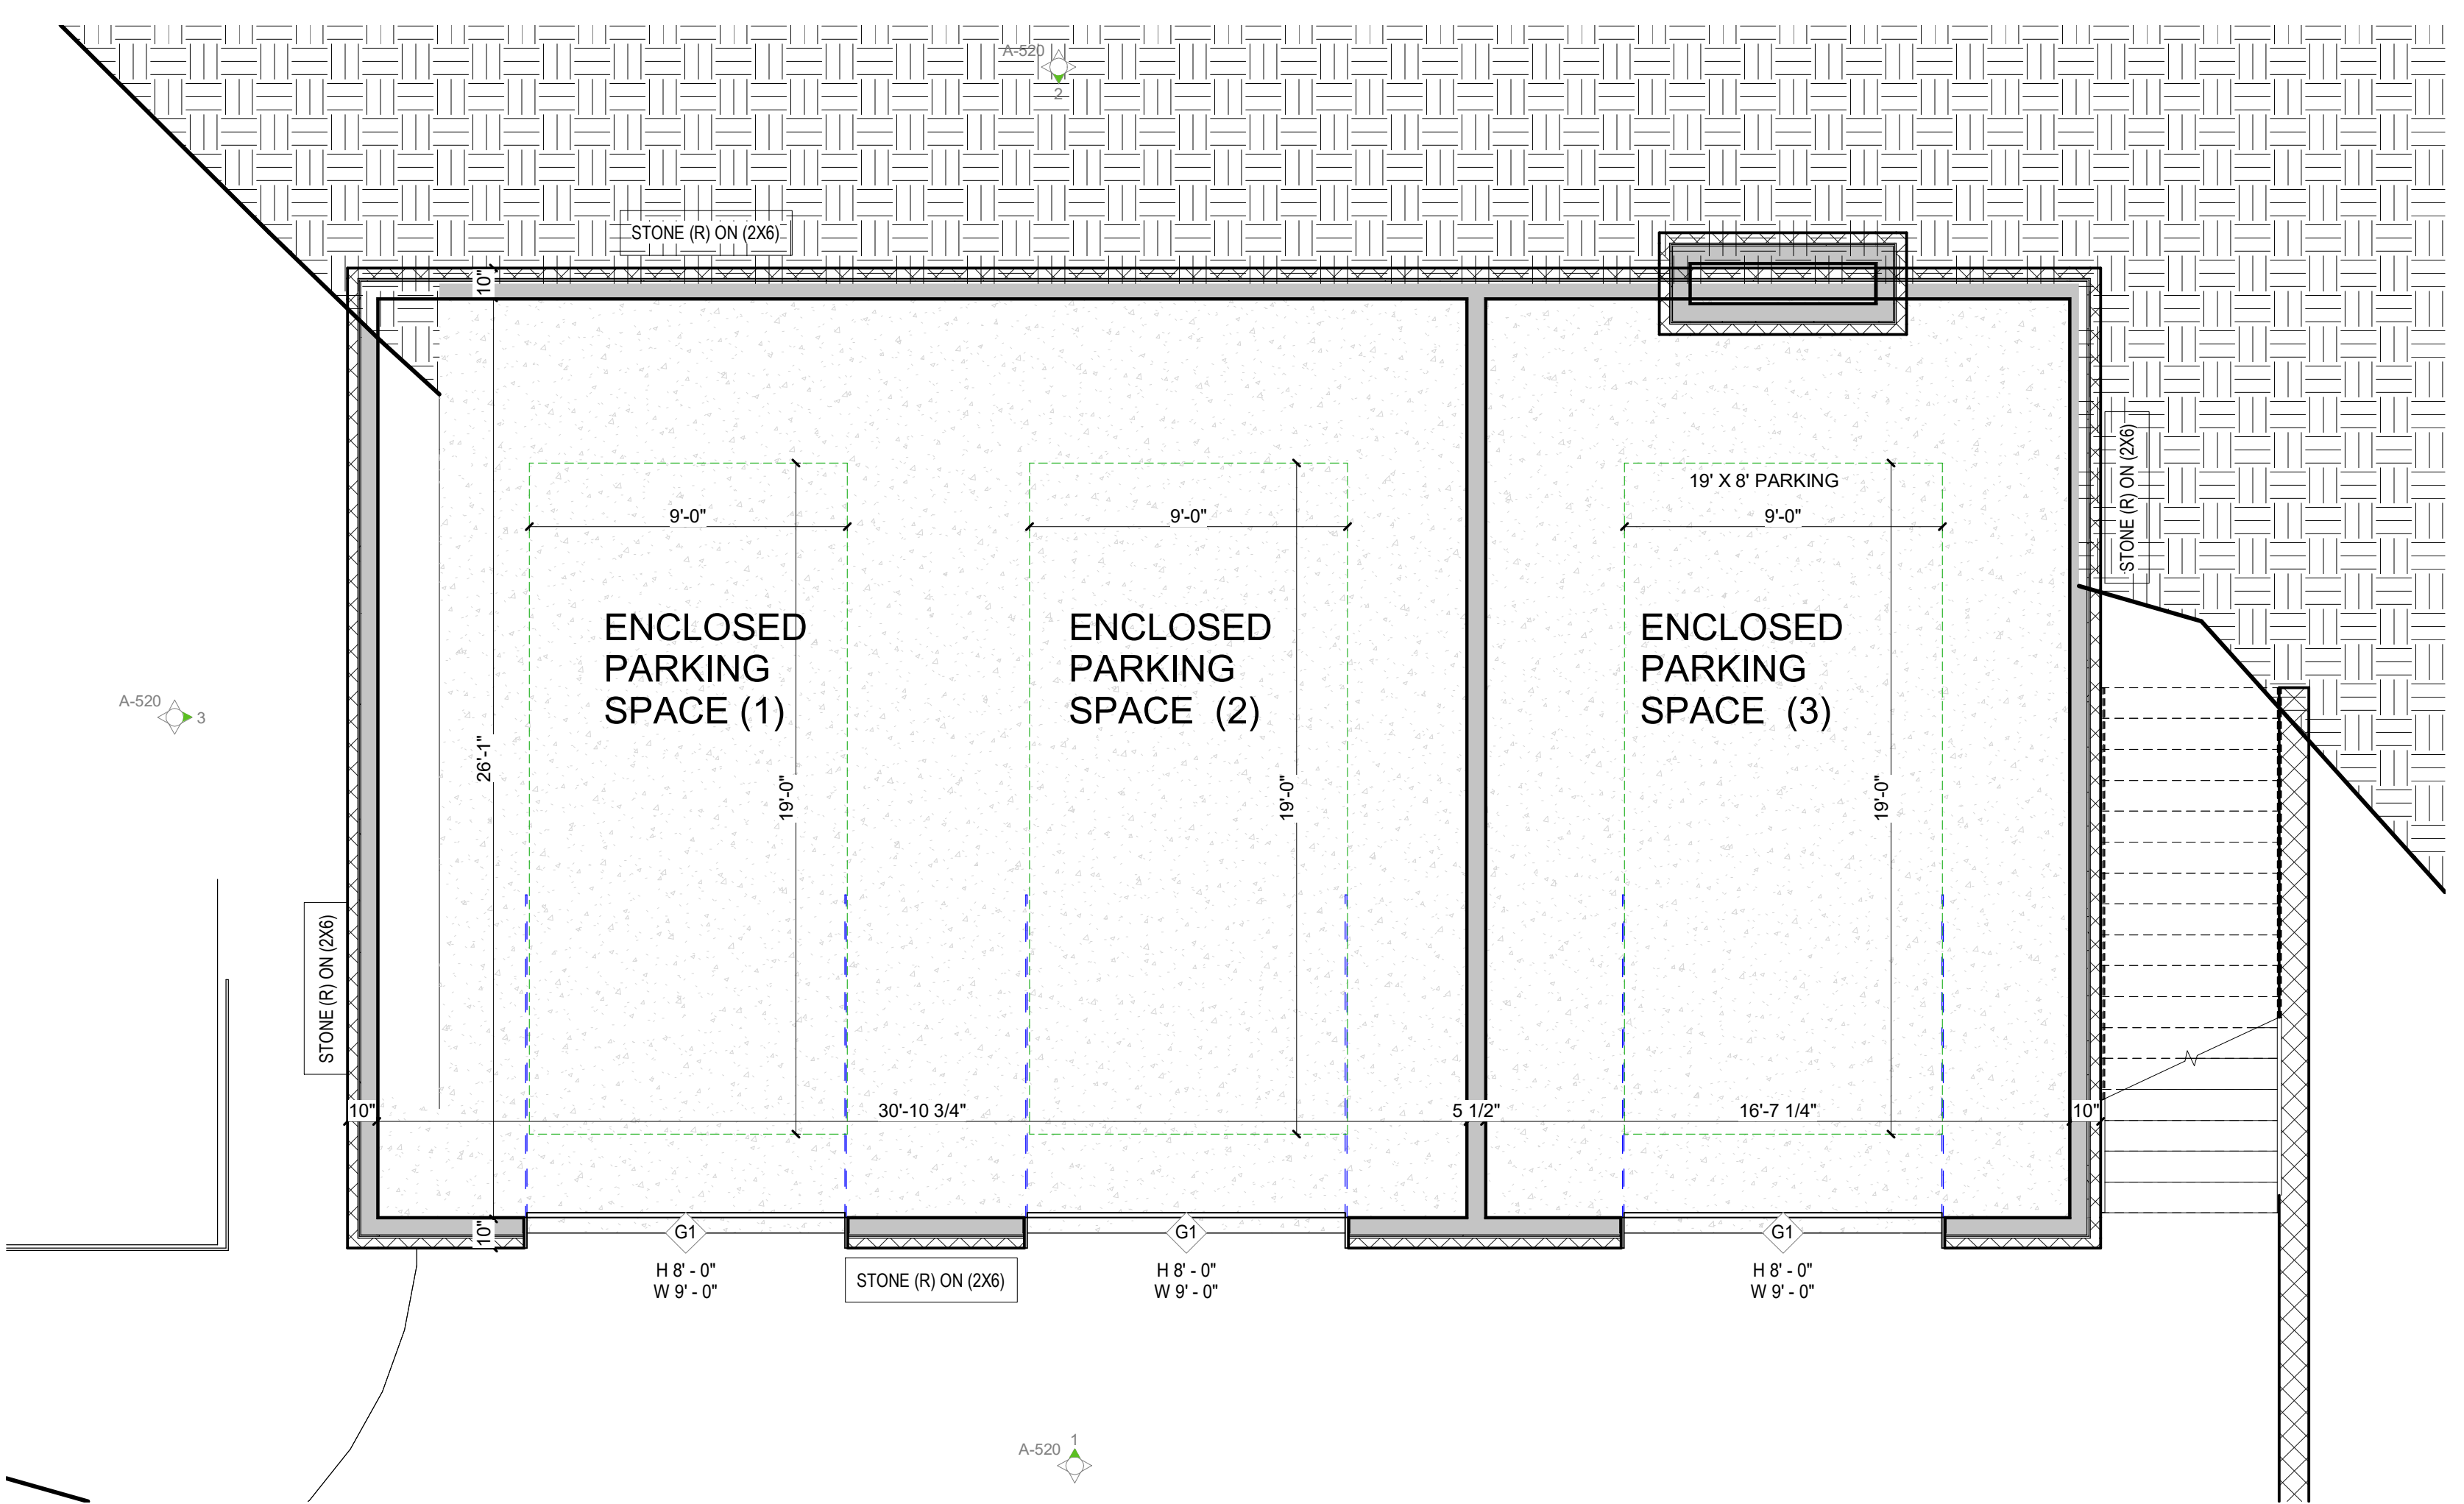 A-520
2
STONE (R) ON (2X6)
10"
STONE (R) ON (2X6)
19' X 8' PARKING
9'-0"
9'-0"
9'-0"
ENCLOSED
PARKING
SPACE (1)
ENCLOSED
PARKING
SPACE (2)
ENCLOSED
PARKING
SPACE (3)
A-520
3
26'-1"
19'-0"
19'-0"
19'-0"
STONE (R) ON (2X6)
10"
30'-10 3/4"
5 1/2"
16'-7 1/4"
10"
10"
G1
G1
G1
H 8' - 0"
W 9' - 0"
STONE (R) ON (2X6)
H 8' - 0"
W 9' - 0"
H 8' - 0"
W 9' - 0"
A-520
1